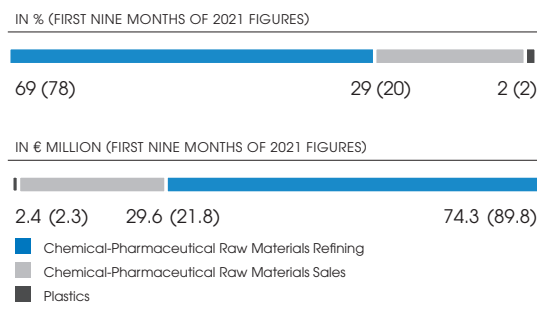 IN % (FIRST NINE MONTHS OF 2021 FIGURES)
69 (78) 29 (20) 2 (2)
IN € MILLION (FIRST NINE MONTHS OF 2021 FIGURES)
2.4 (2.3) 29.6 (21.8) 74.3 (89.8)
Chemical-Pharmaceutical Raw Materials Refining
Chemical-Pharmaceutical Raw Materials Sales
Plastics